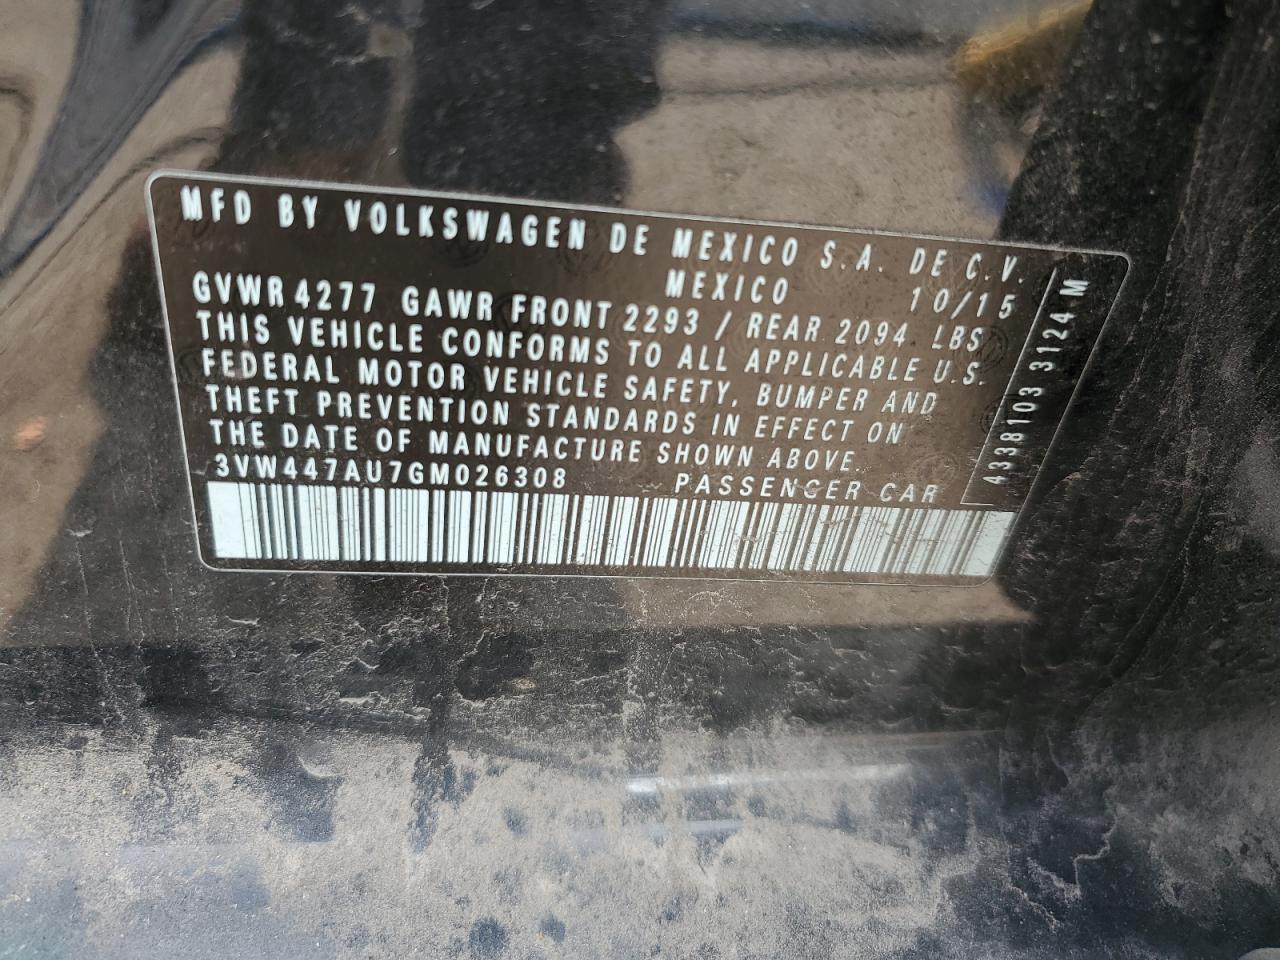 MFD BY VOLKSWAGEN DE MEXICO S.A. DE C.V.
MEXICO 10/15
GVWR 4277 GAWR FRONT 2293 / REAR 2094 LBS
THIS VEHICLE CONFORMS TO ALL APPLICABLE U.S.
FEDERAL MOTOR VEHICLE SAFETY, BUMPER AND
THEFT PREVENTION STANDARDS IN EFFECT ON
THE DATE OF MANUFACTURE SHOWN ABOVE.
3VW447AU7GM026308 PASSENGER CAR
4338103 3124 M